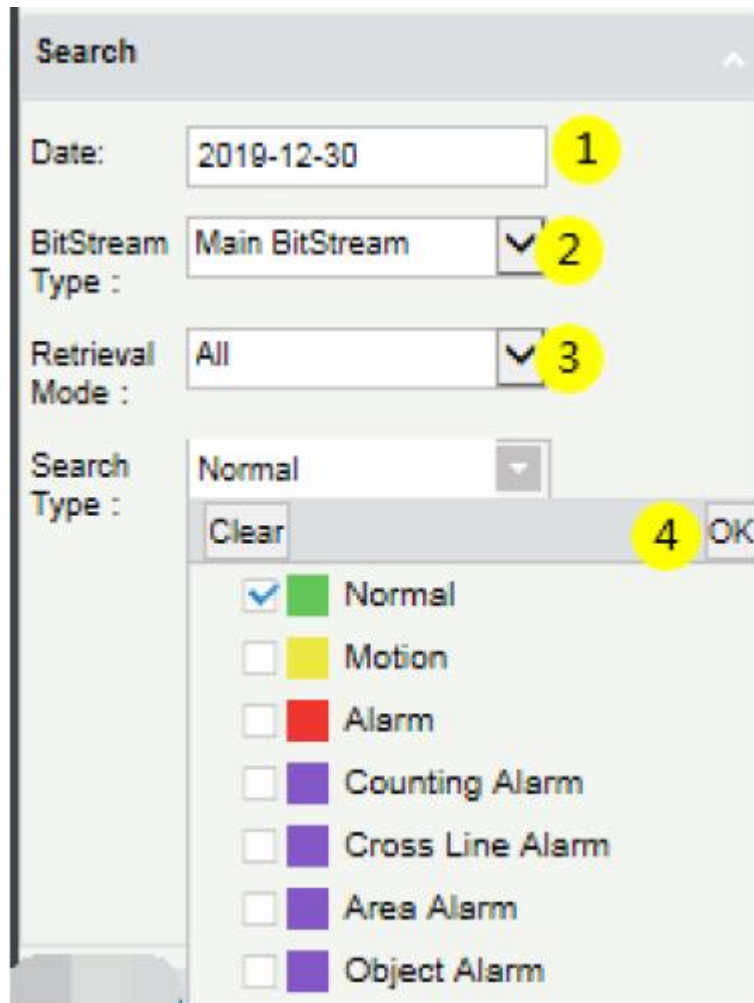 Search
Date:
2019-12-30
1
BitStream
Type :
Main BitStream
2
Retrieval
Mode :
All
3
Search
Type :
Normal
Clear
4
OK
Normal
Motion
Alarm
Counting Alarm
Cross Line Alarm
Area Alarm
Object Alarm